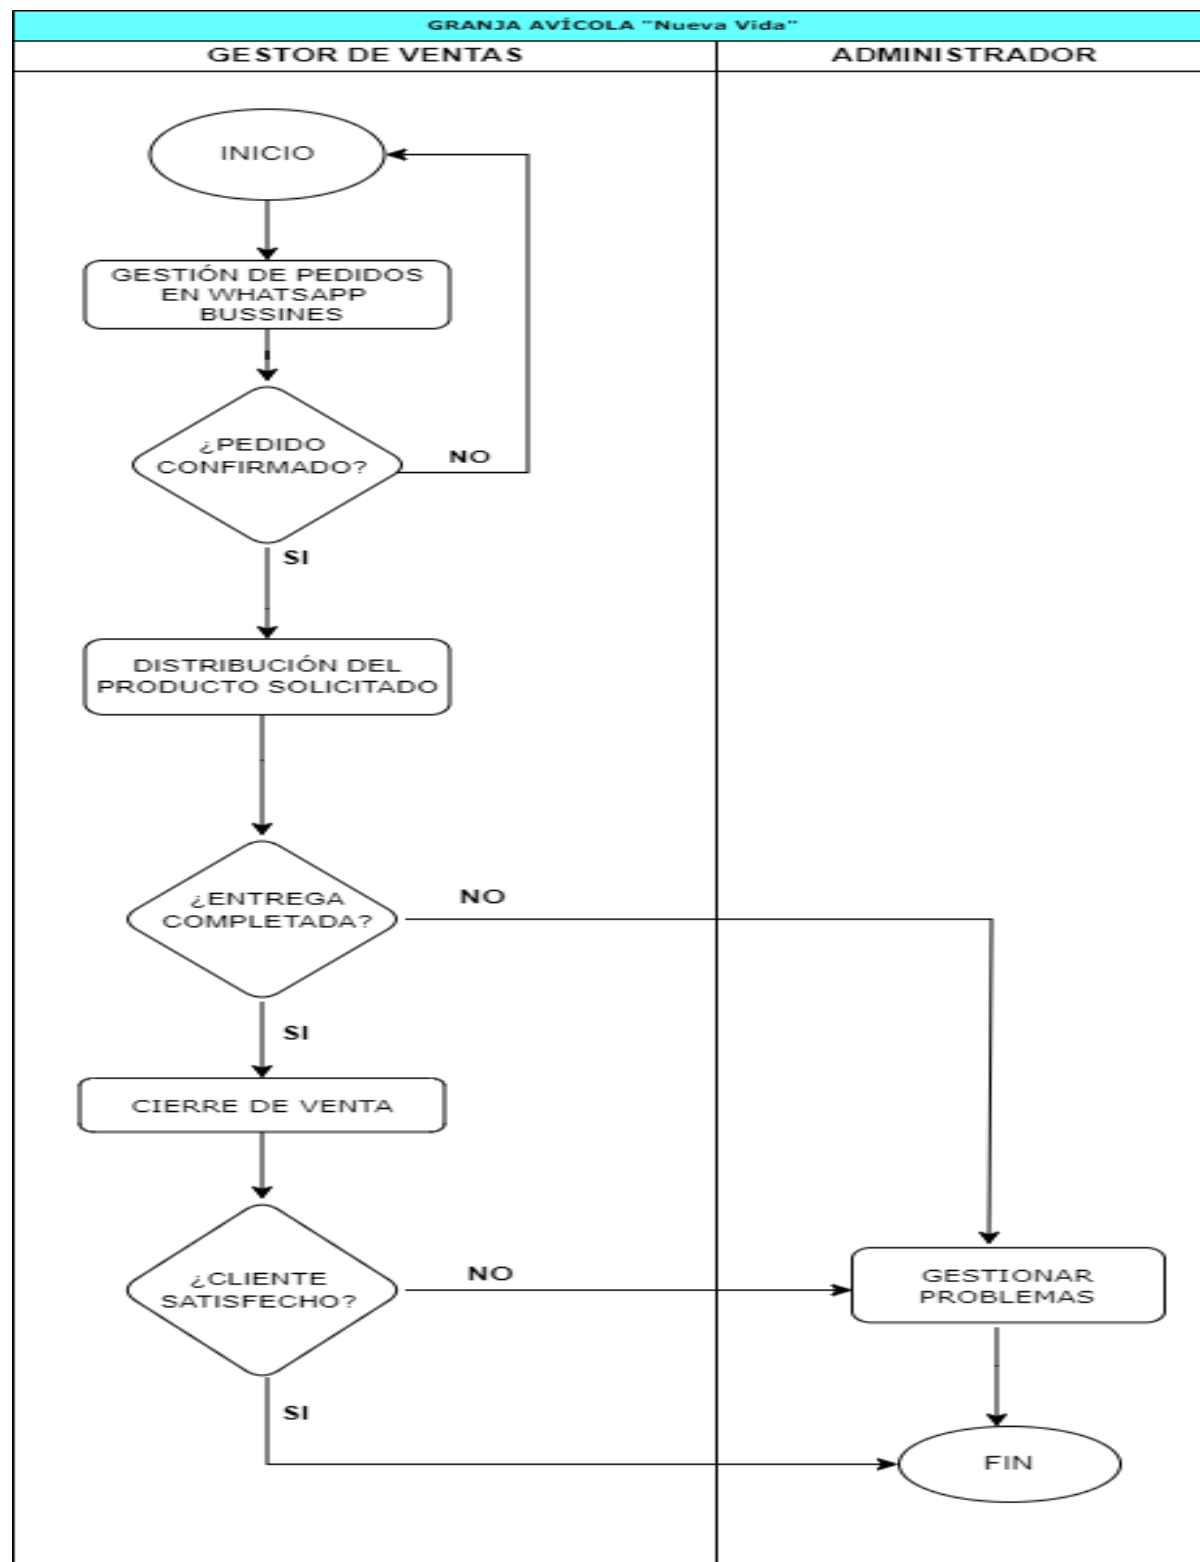 GRANJA AVÍCOLA "Nueva Vida"
GESTOR DE VENTAS
ADMINISTRADOR
INICIO
GESTIÓN DE PEDIDOS
EN WHATSAPP
BUSSINES
¿PEDIDO
CONFIRMADO?
NO
SI
DISTRIBUCIÓN DEL
PRODUCTO SOLICITADO
¿ENTREGA
COMPLETADA?
NO
SI
CIERRE DE VENTA
¿CLIENTE
SATISFECHO?
NO
GESTIONAR
PROBLEMAS
SI
FIN